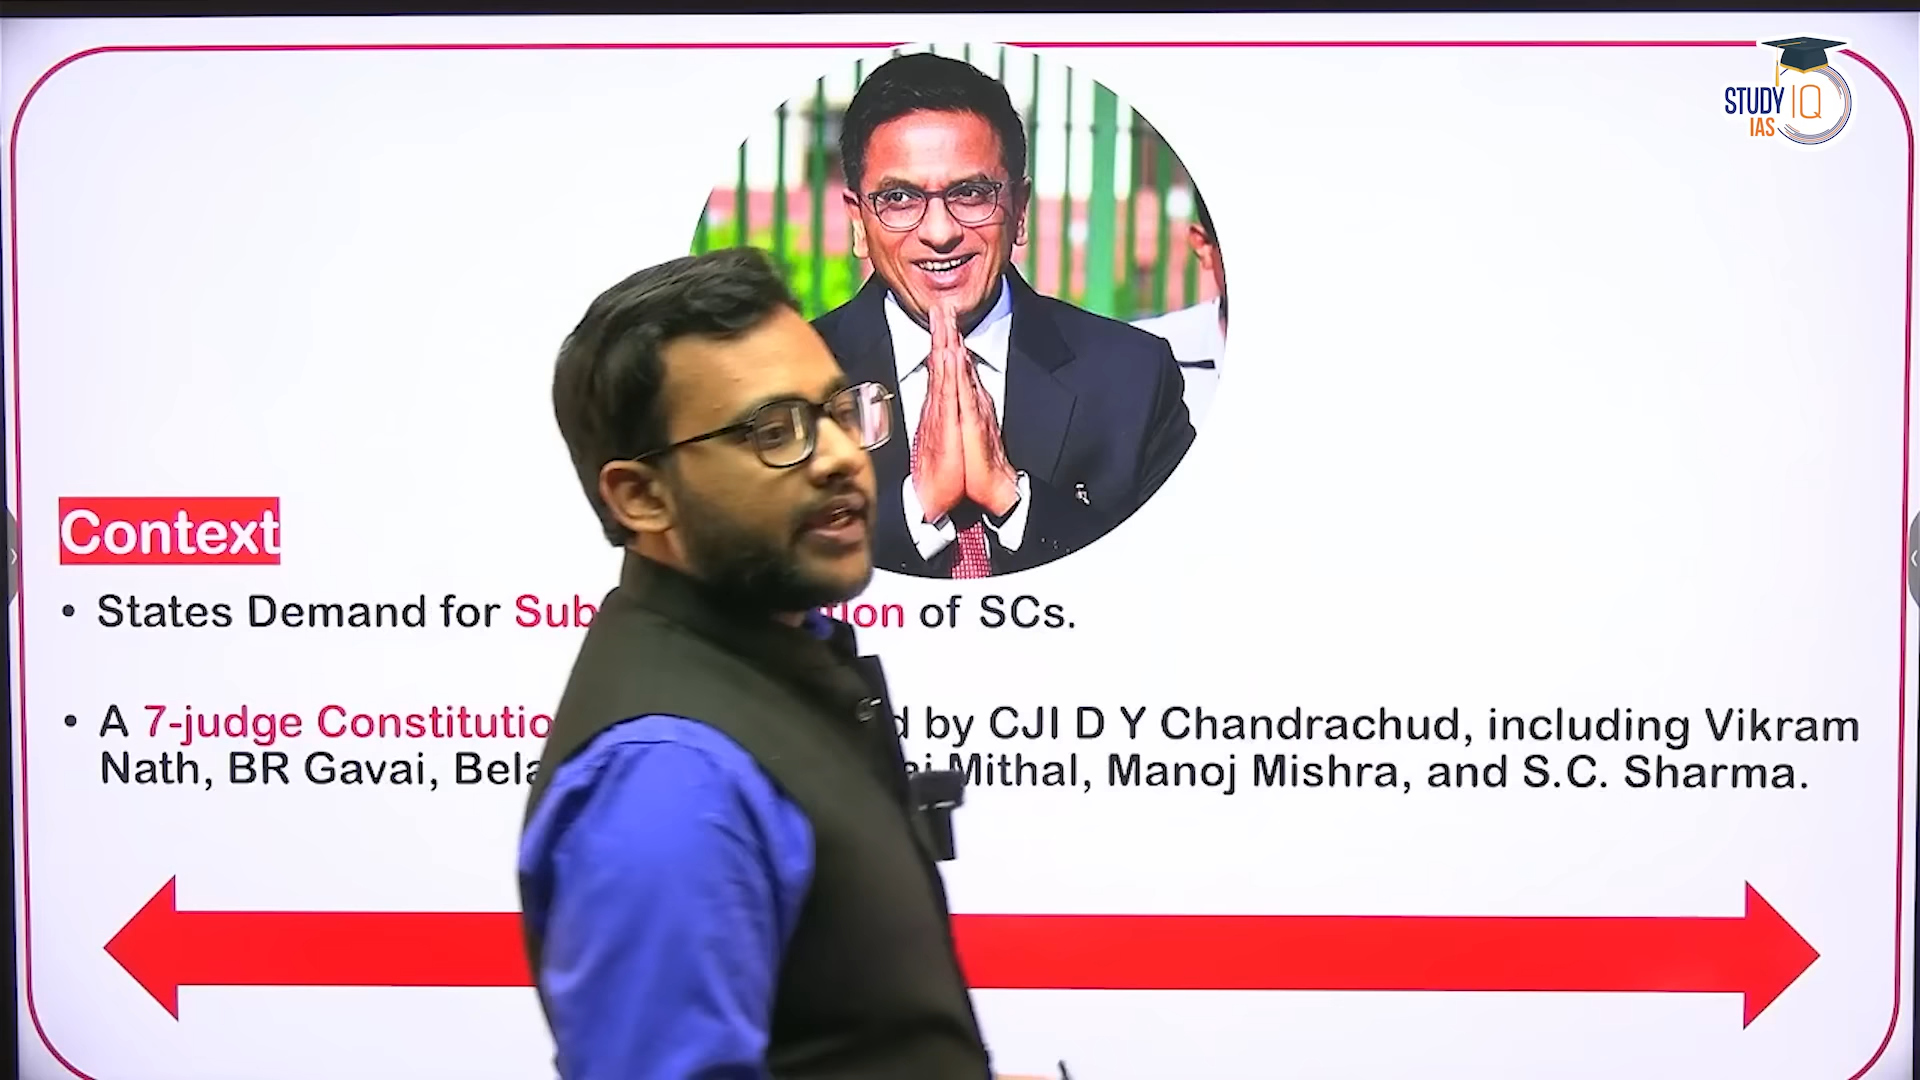 STUDY IQ
IAS
Context
• States Demand for Sub tion of SCs.
• A 7-judge Constitutio d by CJI D Y Chandrachud, including Vikram
Nath, BR Gavai, Bela Mithal, Manoj Mishra, and S.C. Sharma.